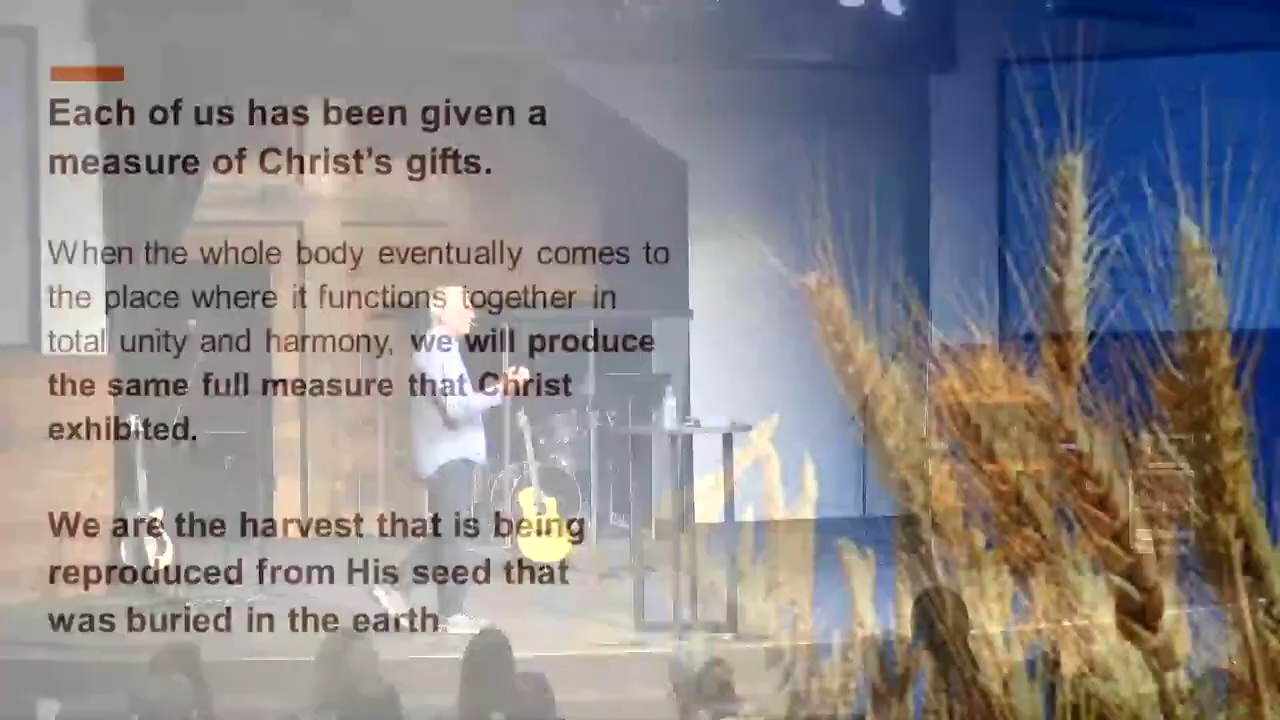 Each of us has been given a
measure of Christ's gifts.
When the whole body eventually comes to
the place where it functions together in
total unity and harmony, we will produce
the same full measure that Christ
exhibited.
We are the harvest that is being
reproduced from His seed that
was buried in the earth.